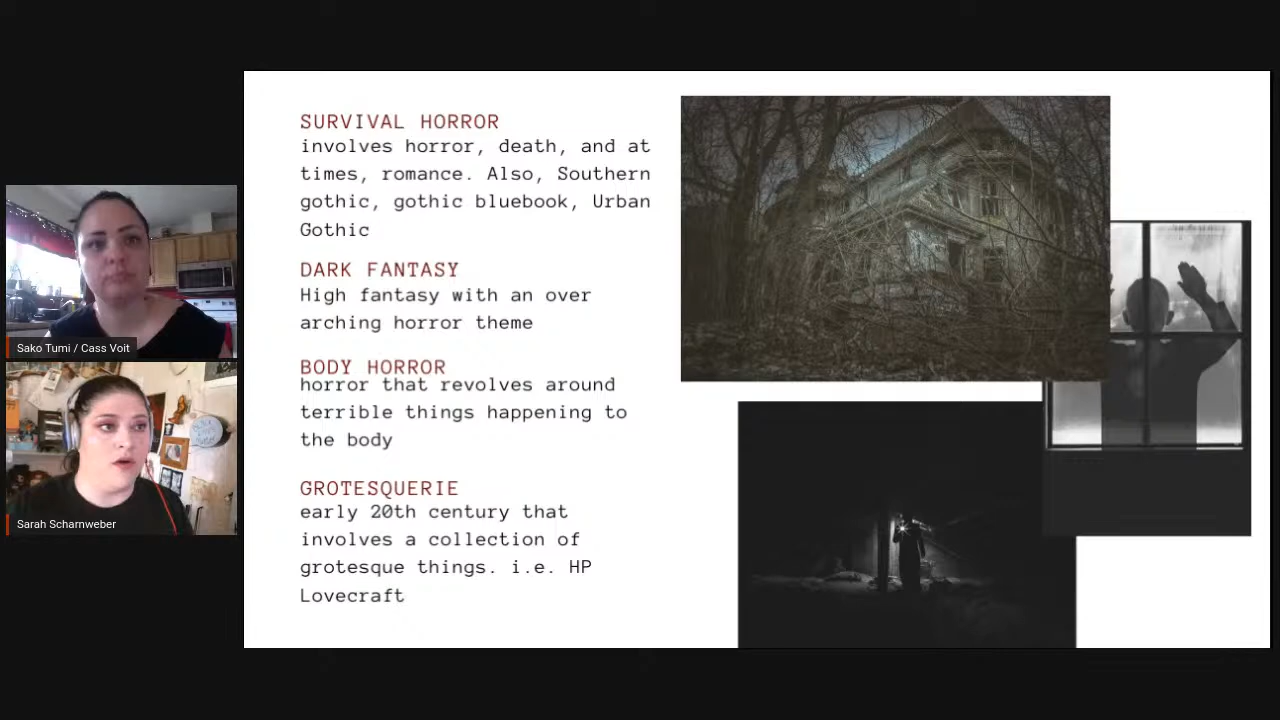 SURVIVAL HORROR
involves horror, death, and at
times, romance. Also, Southern
gothic, gothic bluebook, Urban
Gothic
DARK FANTASY
High fantasy with an over
arching horror theme
BODY HORROR
horror that revolves around
terrible things happening to
the body
GROTESQUERIE
early 20th century that
involves a collection of
grotesque things. i.e. HP
Lovecraft
Sako Tumi / Cass Voit
Sarah Scharnweber